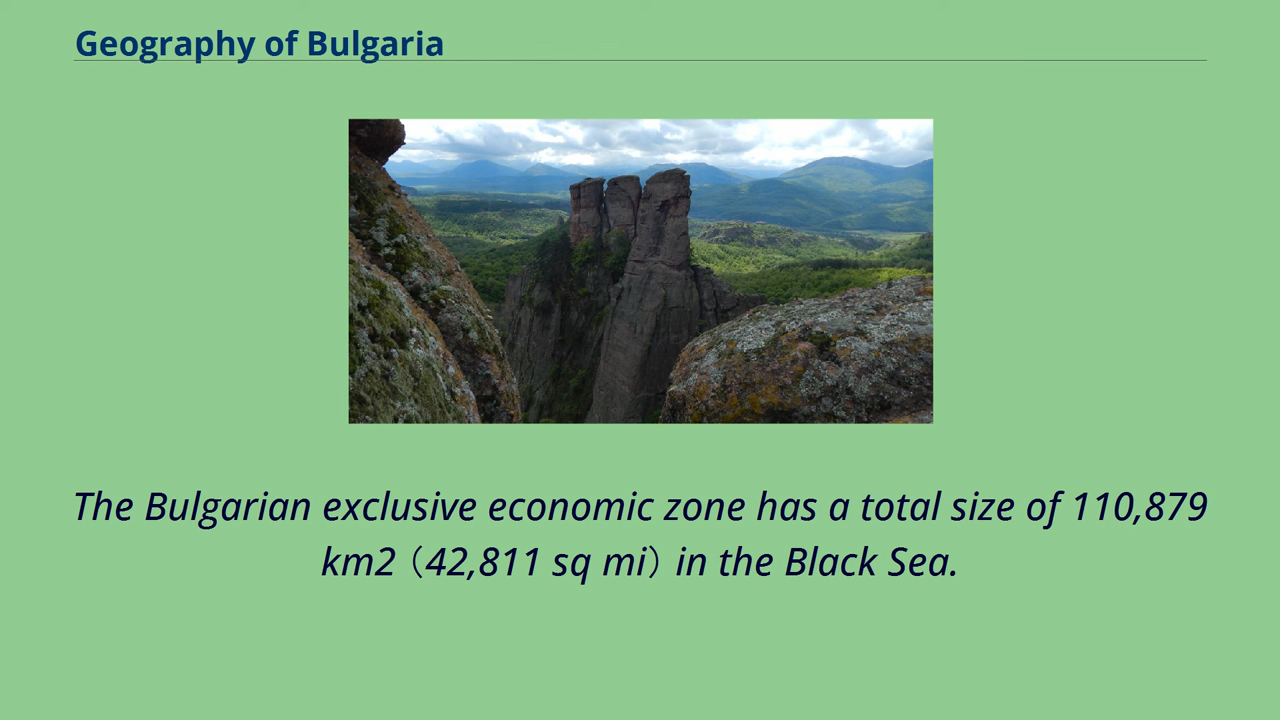 Geography of Bulgaria
The Bulgarian exclusive economic zone has a total size of 110,879
km2（42,811 sq mi）in the Black Sea.